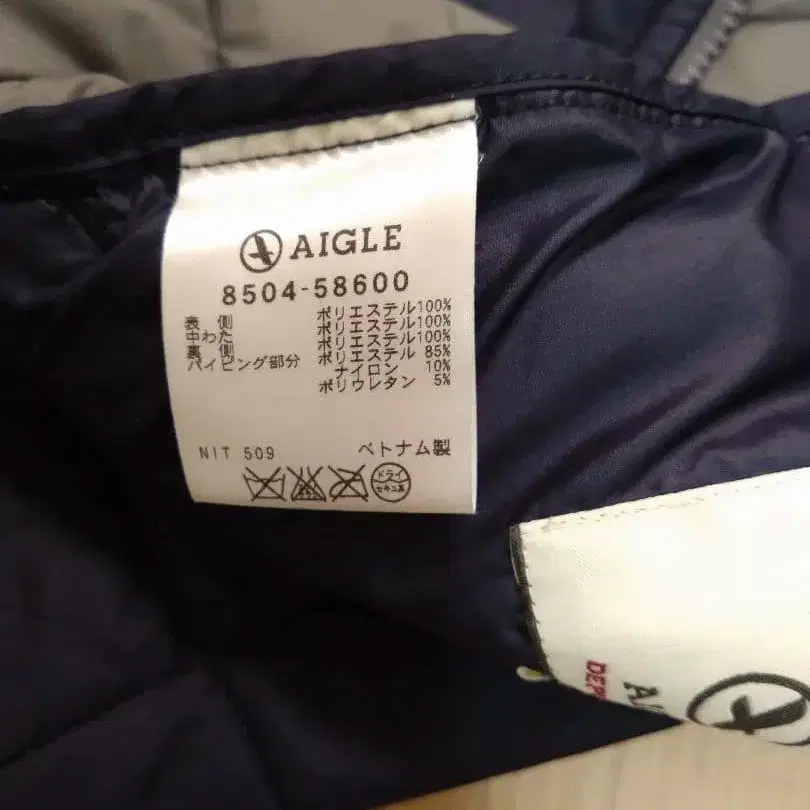 AIGLE
8504-58600
表 側 ポリエステル100%
中わた ポリエステル100%
裏 側 ポリエステル100%
パイピング部分 ポリエステル 85%
ナイロン 10%
ポリウレタン 5%
NIT 509 ベトナム製
ドライ
セキユ系
AI
DEP